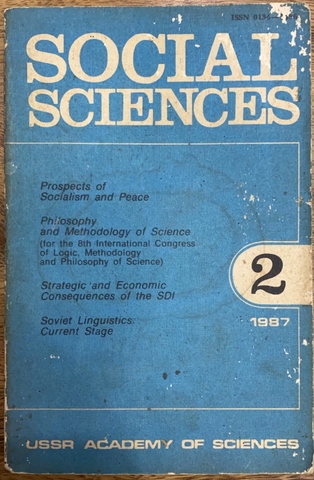 SOCIAL
SCIENCES
Prospects of
Socialism and Peace
Philosophy
and Methodology of Science
(for the 8th International Congress
of Logic, Methodology
and Philosophy of Science)
Strategic and Economic
Consequences of the SDI
Soviet Linguistics:
Current Stage
2
1987
USSR ACADEMY OF SCIENCES